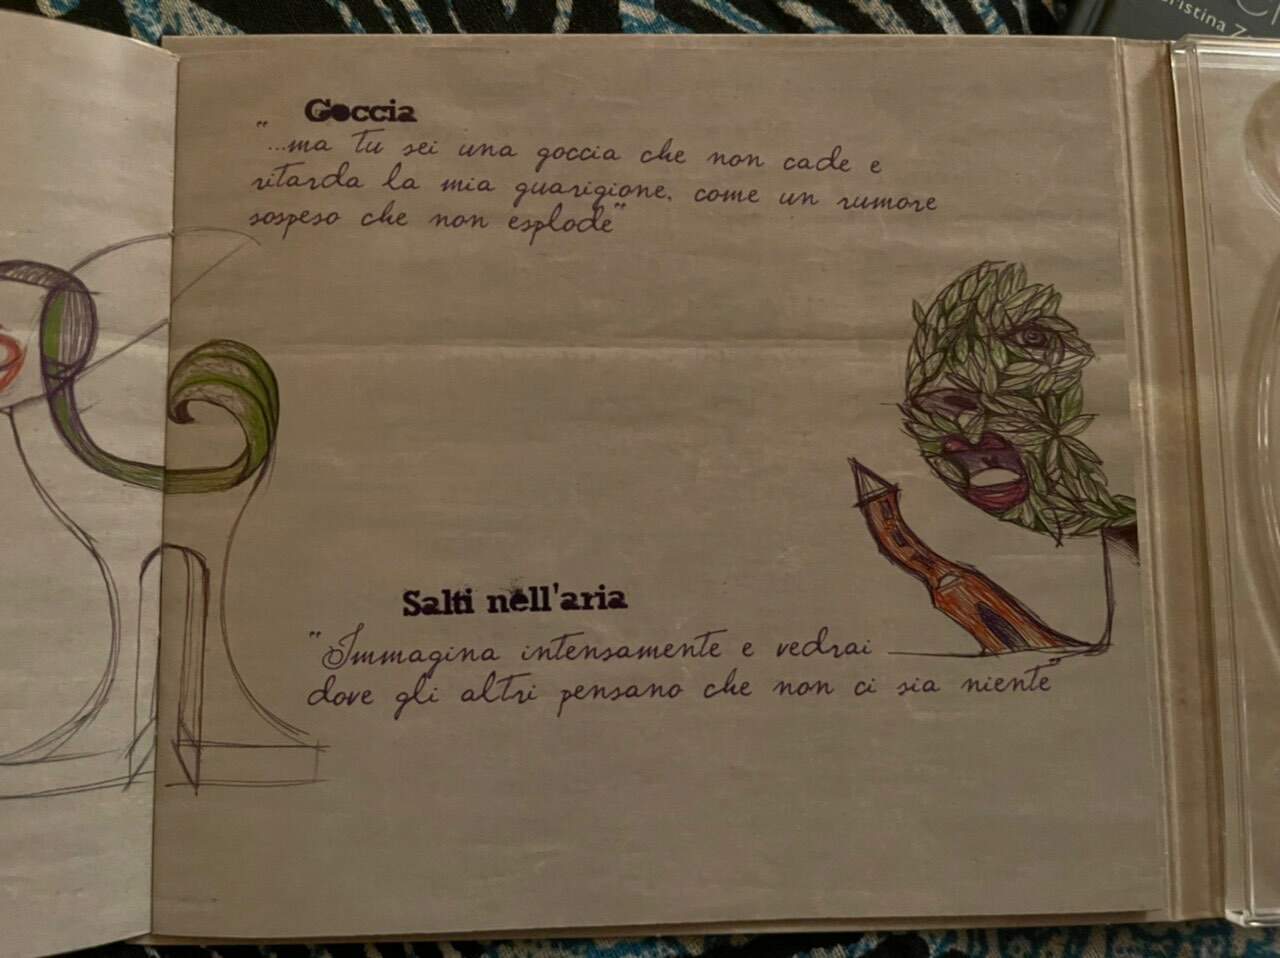 Goccia
"...ma tu sei una goccia che non cade e
ritarda la mia guarigione, come un rumore
sospeso che non esplode"
Salti nell'aria
"Immagina intensamente e vedrai
dove gli altri pensano che non ci sia niente"